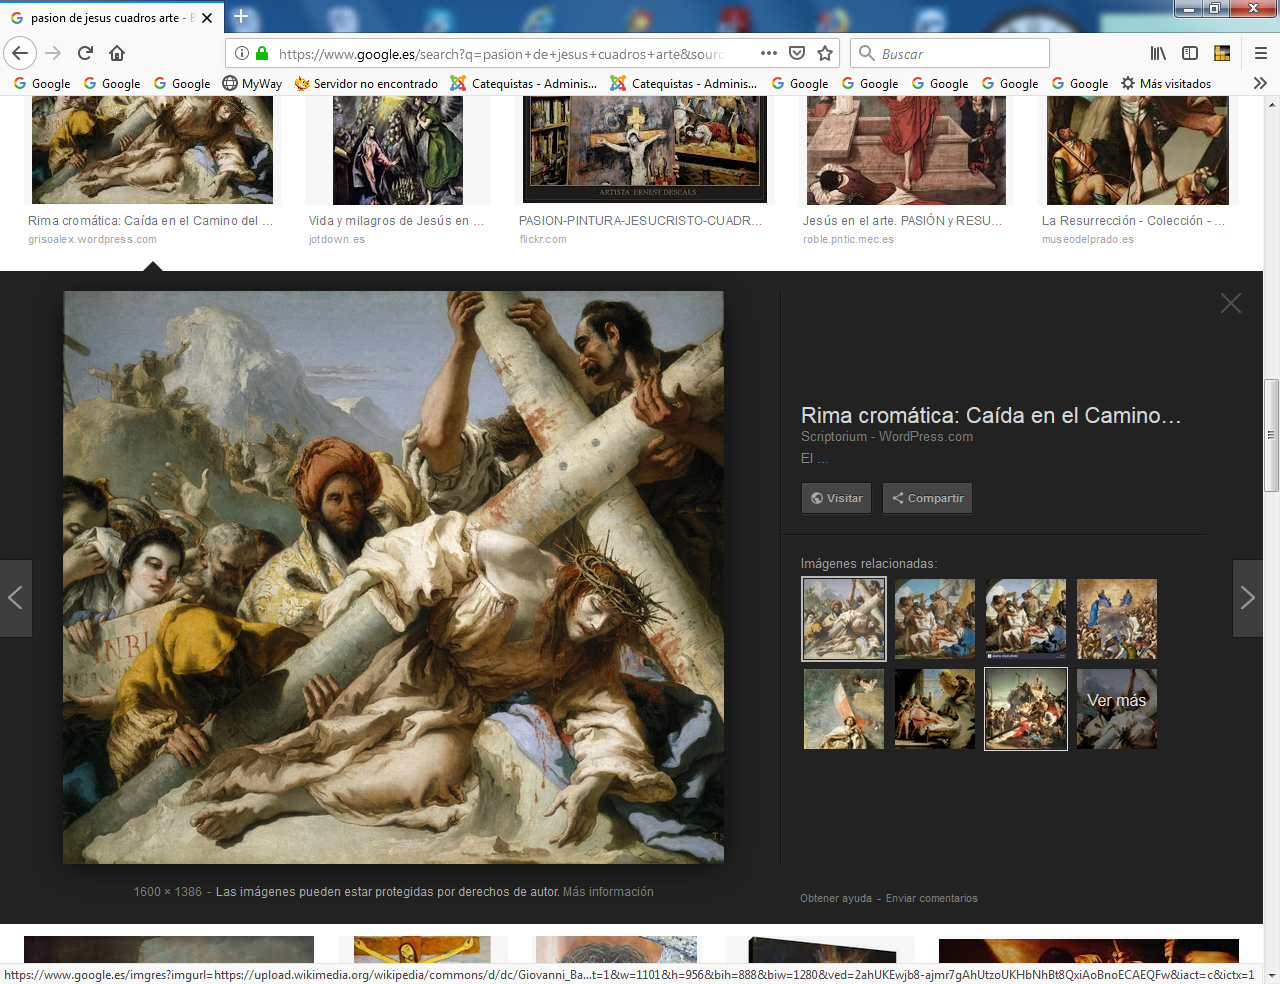 pasion de jesus cuadros arte - B
https://www.google.es/search?q=pasion+de+jesus+cuadros+arte&sourc
Buscar
Google Google Google MyWay Servidor no encontrado Catequistas - Adminis... Catequistas - Adminis... Google Google Google Google Google Más visitados
ARTISTA ERNEST DESCALS
Rima cromática: Caída en el Camino del ... Vida y milagros de Jesús en ... PASION-PINTURA-JESUCRISTO-CUADR... Jesús en el arte. PASIÓN y RESU... La Resurrección - Colección - ...
grisoalex.wordpress.com jotdown.es flickr.com roble.pntic.mec.es museodelprado.es
INRI
Rima cromática: Caída en el Camino...
Scriptorium - WordPress.com
El ...
Visitar Compartir
Imágenes relacionadas:
Ver más
1600 × 1386 - Las imágenes pueden estar protegidas por derechos de autor. Más información
Obtener ayuda - Enviar comentarios
https://www.google.es/imgres?imgurl=https://upload.wikimedia.org/wikipedia/commons/d/dc/Giovanni_Ba...t=1&w=1101&h=956&bih=888&biw=1280&ved=2ahUKEwjb8-ajmr7gAhUtzoUKHbNhBt8QxiAoBnoECAEQFw&iact=c&ictx=1